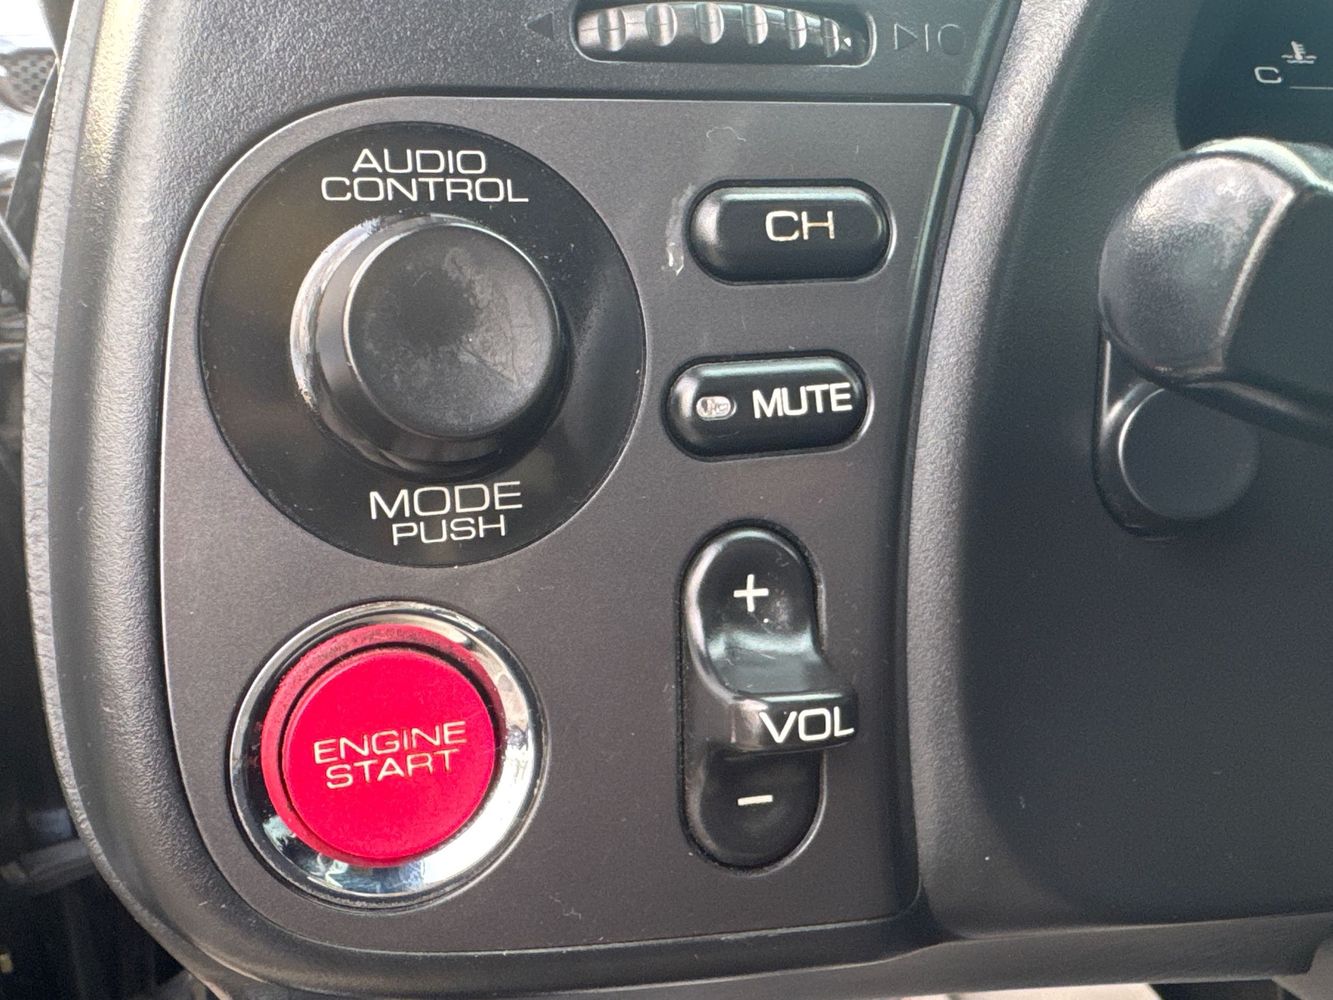 C
AUDIO
CONTROL
CH
MUTE
MODE
PUSH
+
VOL
−
ENGINE
START